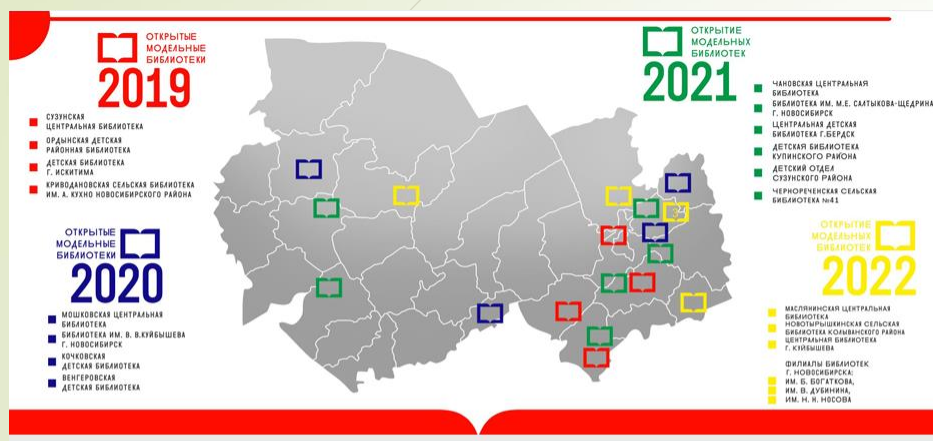 ОТКРЫТЫЕ
МОДЕЛЬНЫЕ
БИБЛИОТЕКИ
2019
СУЗУНСКАЯ
ЦЕНТРАЛЬНАЯ БИБЛИОТЕКА
ОРДЫНСКАЯ ДЕТСКАЯ
РАЙОННАЯ БИБЛИОТЕКА
ДЕТСКАЯ БИБЛИОТЕКА
Г. ИСКИТИМА
КРИВОДАНОВСКАЯ СЕЛЬСКАЯ БИБЛИОТЕКА
ИМ. А. КУХНО НОВОСИБИРСКОГО РАЙОНА
ОТКРЫТЫЕ
МОДЕЛЬНЫЕ
БИБЛИОТЕКИ
2020
МОШКОВСКАЯ ЦЕНТРАЛЬНАЯ
БИБЛИОТЕКА
БИБЛИОТЕКА ИМ. В. В.КУЙБЫШЕВА
Г. НОВОСИБИРСК
КОЧКОВСКАЯ
ДЕТСКАЯ БИБЛИОТЕКА
ВЕНГЕРОВСКАЯ
ДЕТСКАЯ БИБЛИОТЕКА
3
ОТКРЫТИЕ
МОДЕЛЬНЫХ
БИБЛИОТЕК
2021
ЧАНОВСКАЯ ЦЕНТРАЛЬНАЯ
БИБЛИОТЕКА
БИБЛИОТЕКА ИМ. М.Е. САЛТЫКОВА-ЩЕДРИНА
Г. НОВОСИБИРСК
ЦЕНТРАЛЬНАЯ ДЕТСКАЯ
БИБЛИОТЕКА Г.БЕРДСК
ДЕТСКАЯ БИБЛИОТЕКА
КУПИНСКОГО РАЙОНА
ДЕТСКИЙ ОТДЕЛ
СУЗУНСКОГО РАЙОНА
ЧЕРНОРЕЧЕНСКАЯ СЕЛЬСКАЯ
БИБЛИОТЕКА №41
ОТКРЫТИЕ
МОДЕЛЬНЫХ
БИБЛИОТЕК
2022
МАСЛЯНИНСКАЯ ЦЕНТРАЛЬНАЯ
БИБЛИОТЕКА
НОВОТЫРЫШКИНСКАЯ СЕЛЬСКАЯ
БИБЛИОТЕКА КОЛЫВАНСКОГО РАЙОНА
ЦЕНТРАЛЬНАЯ БИБЛИОТЕКА
Г. КУЙБЫШЕВА
ФИЛИАЛЫ БИБЛИОТЕК
Г. НОВОСИБИРСКА:
ИМ. Б. БОГАТКОВА,
ИМ. В. ДУБИНИНА,
ИМ. Н. Н. НОСОВА